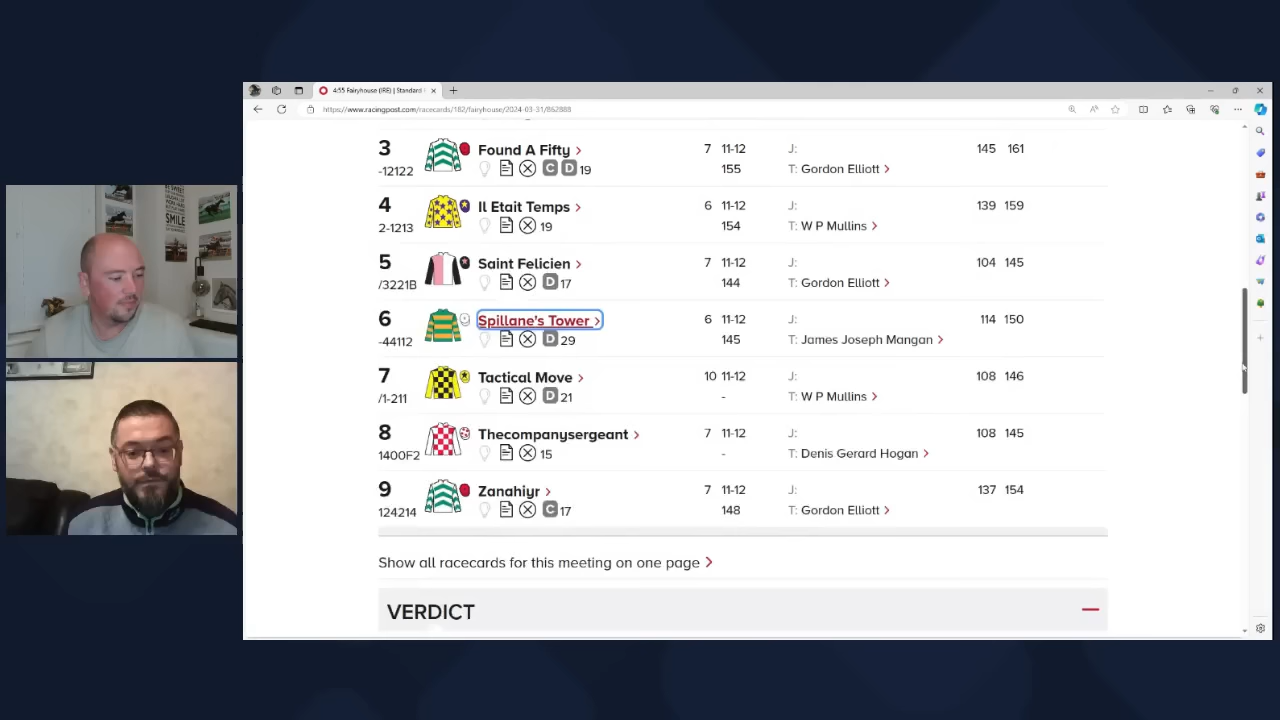 4:55 Fairyhouse (IRE) | Standard
https://www.racingpost.com/racecards/182/fairyhouse/2024-03-31/862888
3 Found A Fifty > 7 11-12 J: 145 161
-12122 C D 19 155 T: Gordon Elliott >
4 Il Etait Temps > 6 11-12 J: 139 159
2-1213 19 154 T: W P Mullins >
5 Saint Felicien > 7 11-12 J: 104 145
/3221B D 17 144 T: Gordon Elliott >
6 Spillane's Tower > 6 11-12 J: 114 150
-44112 D 29 145 T: James Joseph Mangan >
7 Tactical Move > 10 11-12 J: 108 146
/1-211 D 21 - T: W P Mullins >
8 Thecompanysergeant > 7 11-12 J: 108 145
1400F2 15 - T: Denis Gerard Hogan >
9 Zanahiyr > 7 11-12 J: 137 154
124214 C 17 148 T: Gordon Elliott >
Show all racecards for this meeting on one page >
VERDICT
SMILE